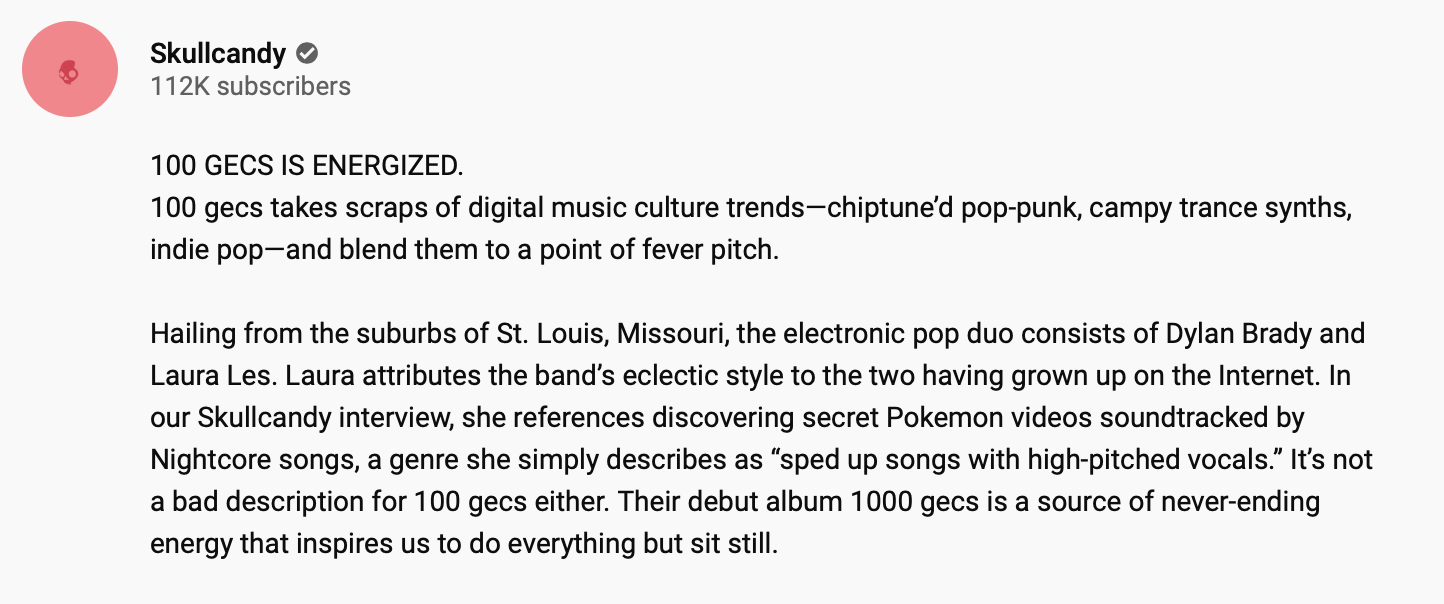 Skullcandy
112K subscribers
100 GECS IS ENERGIZED.
100 gecs takes scraps of digital music culture trends—chiptune’d pop-punk, campy trance synths,
indie pop—and blend them to a point of fever pitch.
Hailing from the suburbs of St. Louis, Missouri, the electronic pop duo consists of Dylan Brady and
Laura Les. Laura attributes the band’s eclectic style to the two having grown up on the Internet. In
our Skullcandy interview, she references discovering secret Pokemon videos soundtracked by
Nightcore songs, a genre she simply describes as “sped up songs with high-pitched vocals.” It’s not
a bad description for 100 gecs either. Their debut album 1000 gecs is a source of never-ending
energy that inspires us to do everything but sit still.